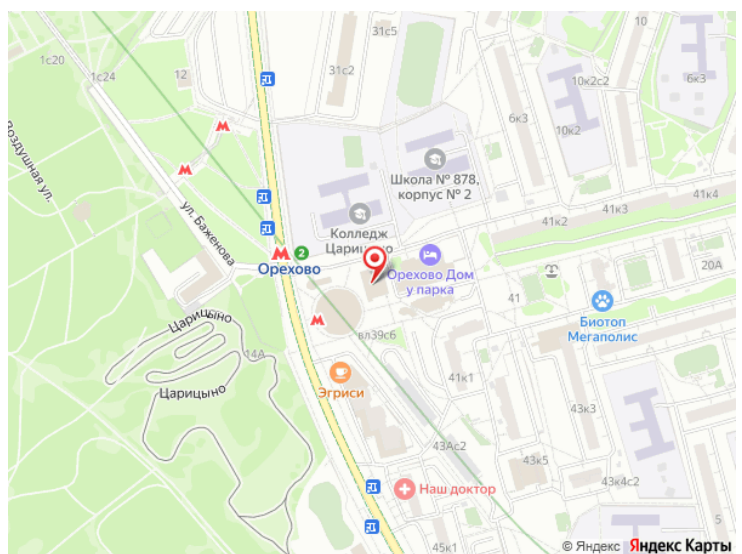 1с20
1с24
12
31с5
31с2
10
6к3
10к2с2
6к3
10к2
Воздушная ул.
ул. Баженова
Школа № 878,
корпус № 2
41к4
41к3
41к2
Колледж
Царицыно
2
Орехово
Орехово Дом
у парка
20А
41
Биотоп
Мегаполис
Царицыно
14А
вл39с6
Царицыно
Эгриси
41к1
43к3
43Ас2
43к5
43к4с2
Наш доктор
5
45к1
© Яндекс Яндекс Карты